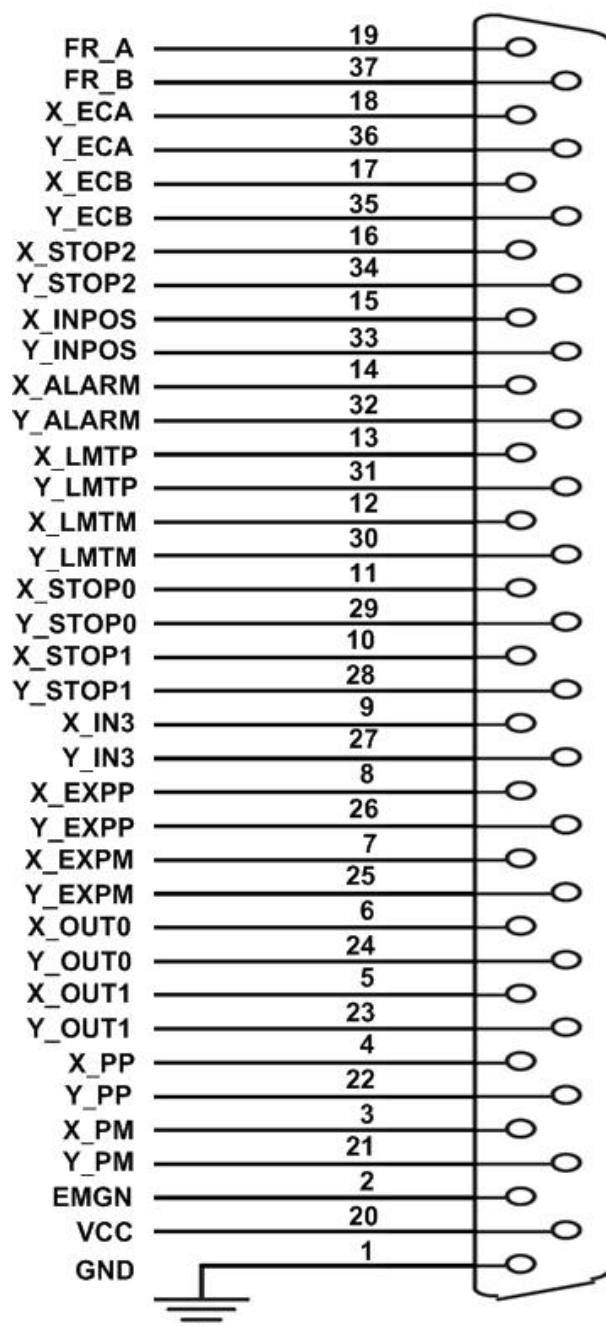 FR_A 19
FR_B 37
X_ECA 18
Y_ECA 36
X_ECB 17
Y_ECB 35
X_STOP2 16
Y_STOP2 34
X_INPOS 15
Y_INPOS 33
X_ALARM 14
Y_ALARM 32
X_LMTP 13
Y_LMTP 31
X_LMTM 12
Y_LMTM 30
X_STOP0 11
Y_STOP0 29
X_STOP1 10
Y_STOP1 28
X_IN3 9
Y_IN3 27
X_EXPP 8
Y_EXPP 26
X_EXPM 7
Y_EXPM 25
X_OUT0 6
Y_OUT0 24
X_OUT1 5
Y_OUT1 23
X_PP 4
Y_PP 22
X_PM 3
Y_PM 21
EMGN 2
VCC 20
GND 1